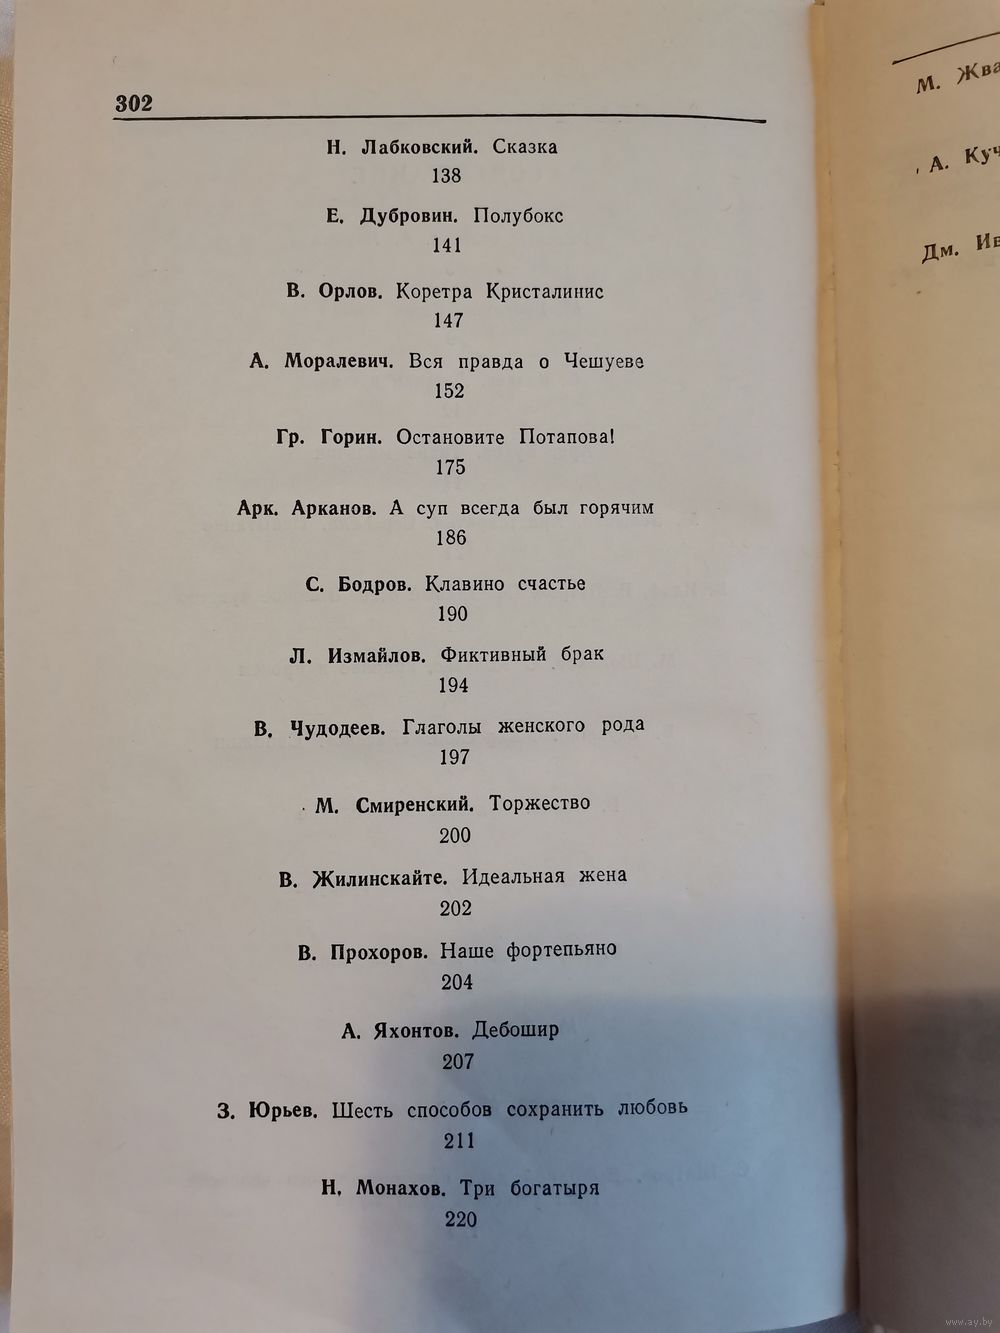 302
Н. Лабковский. Сказка
138
Е. Дубровин. Полубокс
141
В. Орлов. Коретра Кристалинис
147
А. Моралевич. Вся правда о Чешуеве
152
Гр. Горин. Остановите Потапова!
175
Арк. Арканов. А суп всегда был горячим
186
С. Бодров. Клавино счастье
190
Л. Измайлов. Фиктивный брак
194
В. Чудодеев. Глаголы женского рода
197
М. Смиренский. Торжество
200
В. Жилинскайте. Идеальная жена
202
В. Прохоров. Наше фортепьяно
204
А. Яхонтов. Дебошир
207
З. Юрьев. Шесть способов сохранить любовь
211
Н. Монахов. Три богатыря
220
М. Жва
А. Куч
Дм. Ив
www.ay.by